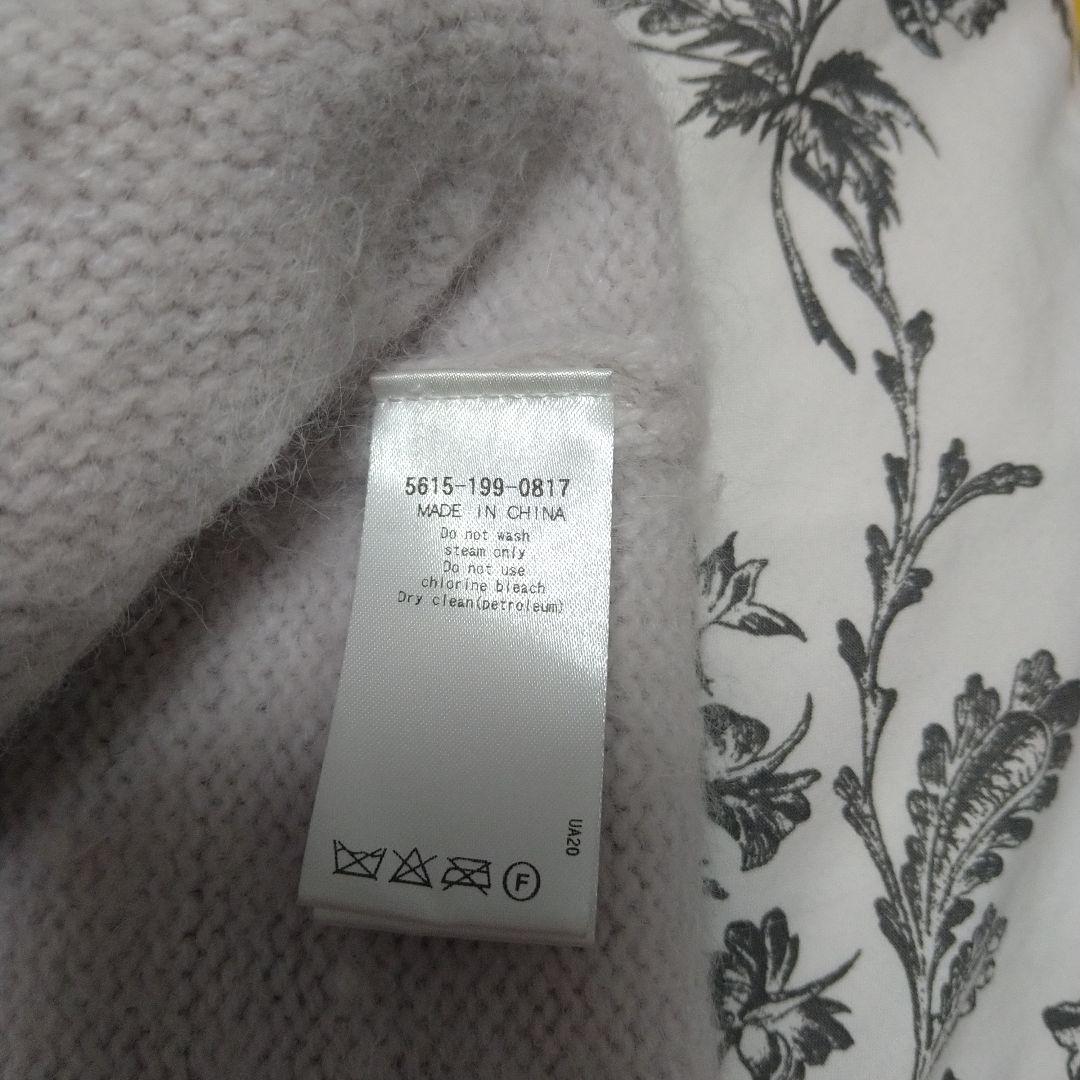 5615-199-0817
MADE IN CHINA
Do not wash
steam only
Do not use
chlorine bleach
Dry clean(petroleum)
UA20
F